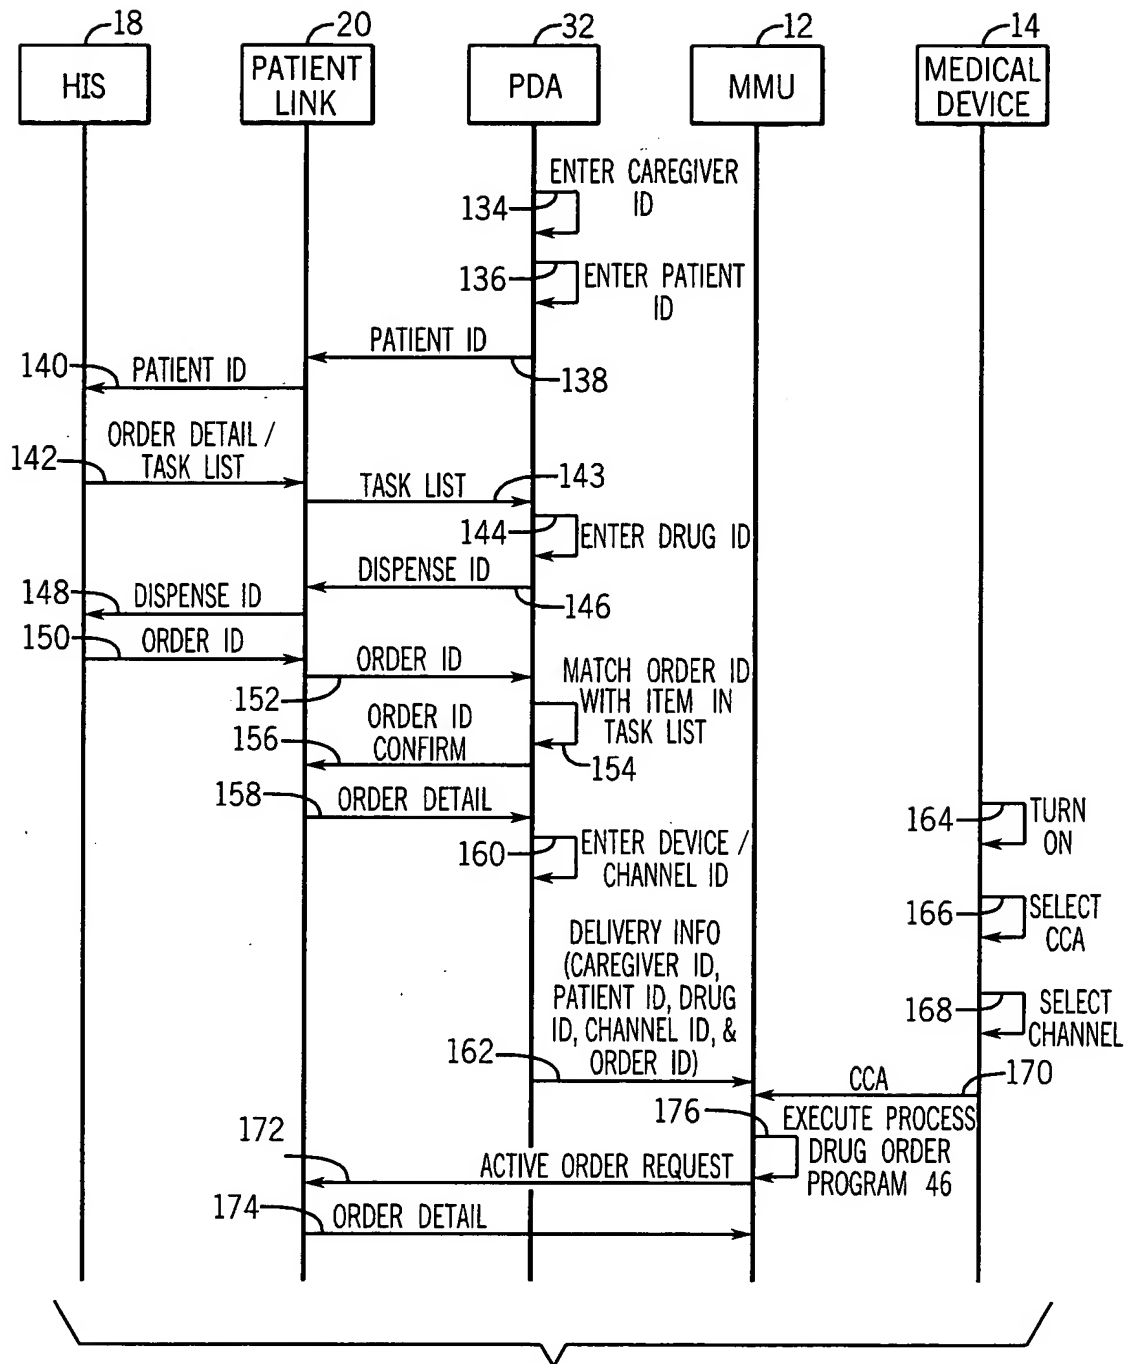 18
20
32
12
14
HIS
PATIENT
LINK
PDA
MMU
MEDICAL
DEVICE
ENTER CAREGIVER
ID
134
136
ENTER PATIENT
ID
PATIENT ID
138
140
PATIENT ID
ORDER DETAIL /
TASK LIST
142
TASK LIST
143
144
ENTER DRUG ID
DISPENSE ID
146
148
DISPENSE ID
150
ORDER ID
ORDER ID
152
MATCH ORDER ID
WITH ITEM IN
TASK LIST
154
ORDER ID
CONFIRM
156
158
ORDER DETAIL
160
ENTER DEVICE /
CHANNEL ID
164
TURN
ON
166
SELECT
CCA
168
SELECT
CHANNEL
DELIVERY INFO
(CAREGIVER ID,
PATIENT ID, DRUG
ID, CHANNEL ID, &
ORDER ID)
162
CCA
170
176
EXECUTE PROCESS
DRUG ORDER
PROGRAM 46
172
ACTIVE ORDER REQUEST
174
ORDER DETAIL